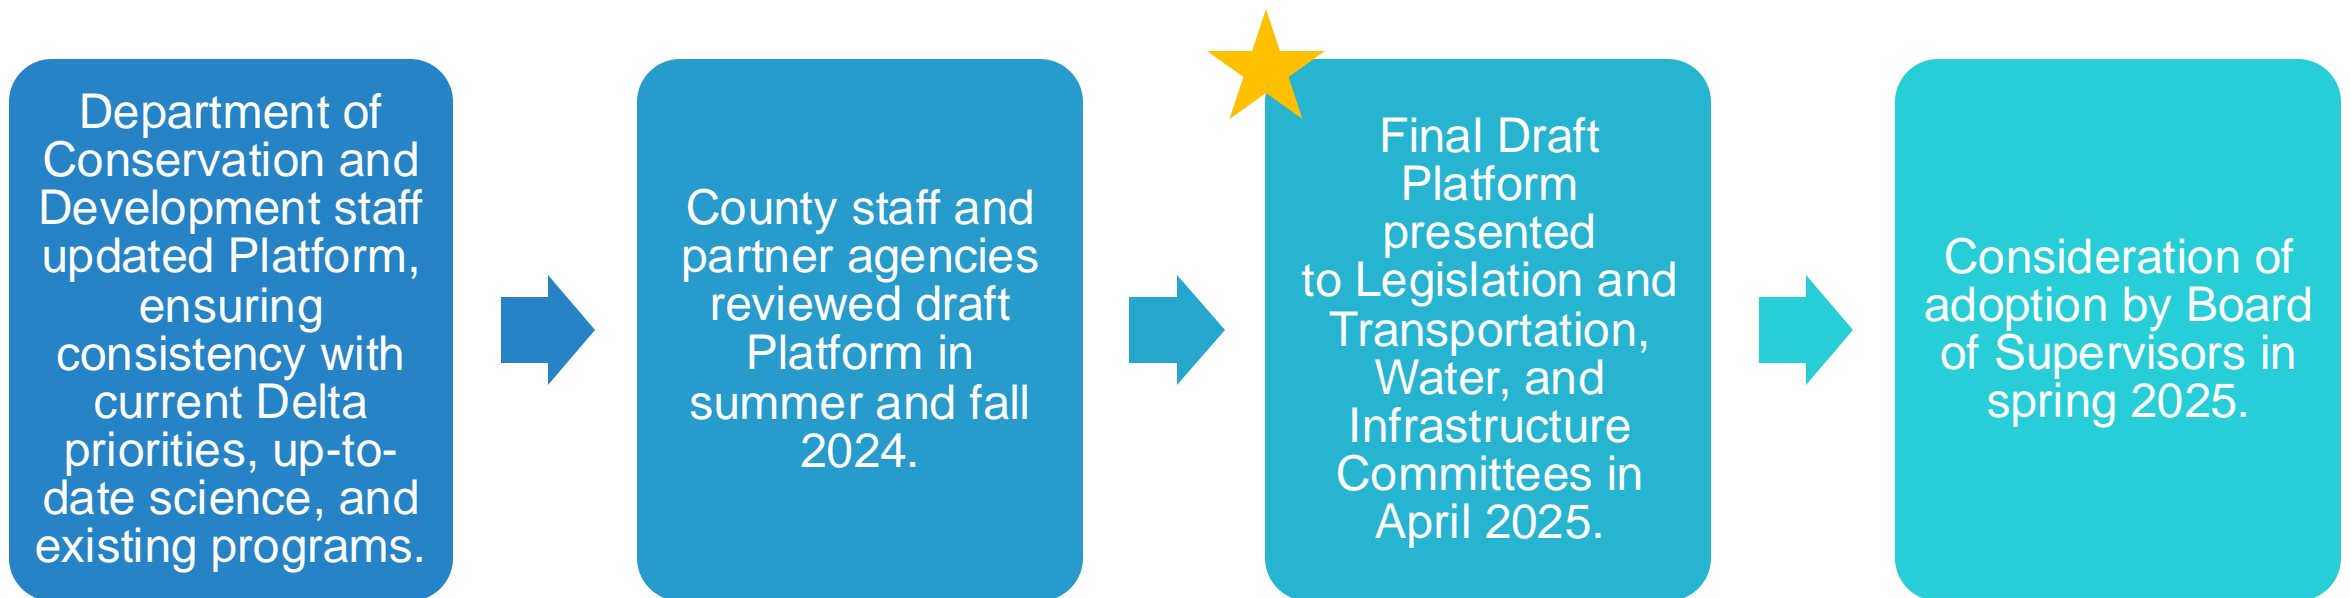 Department of
Conservation and
Development staff
updated Platform,
ensuring
consistency with
current Delta
priorities, up-to-
date science, and
existing programs.
County staff and
partner agencies
reviewed draft
Platform in
summer and fall
2024.
Final Draft
Platform
presented
to Legislation and
Transportation,
Water, and
Infrastructure
Committees in
April 2025.
Consideration of
adoption by Board
of Supervisors in
spring 2025.